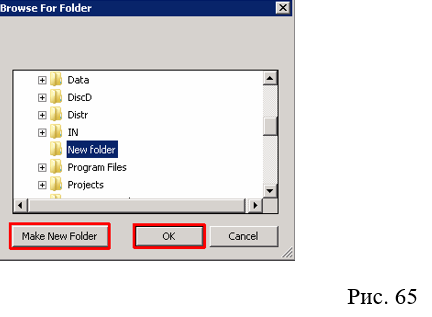 Browse For Folder
Data
DiscD
Distr
IN
New folder
Program Files
Projects
Make New Folder
OK
Cancel
Рис. 65